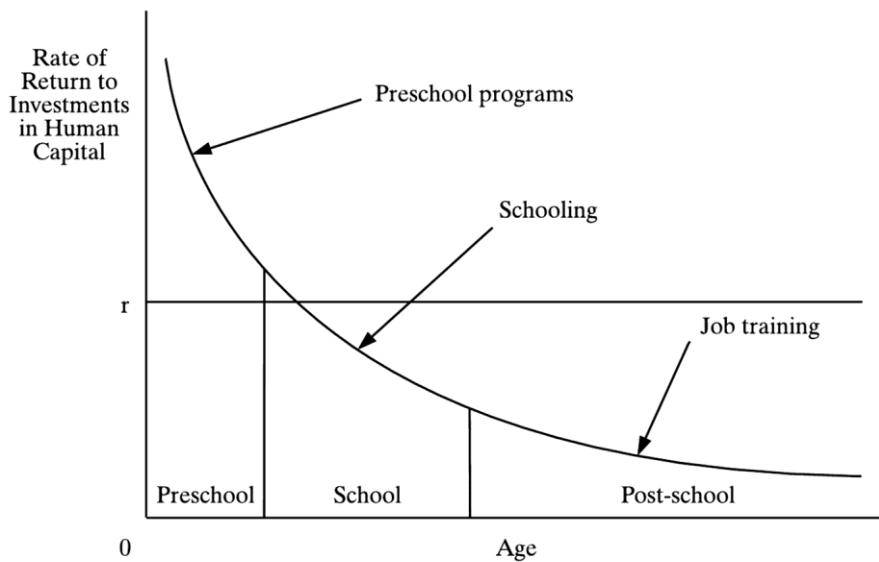 Rate of
Return to
Investments
in Human
Capital
Preschool programs
Schooling
r
Job training
Preschool
School
Post-school
0
Age